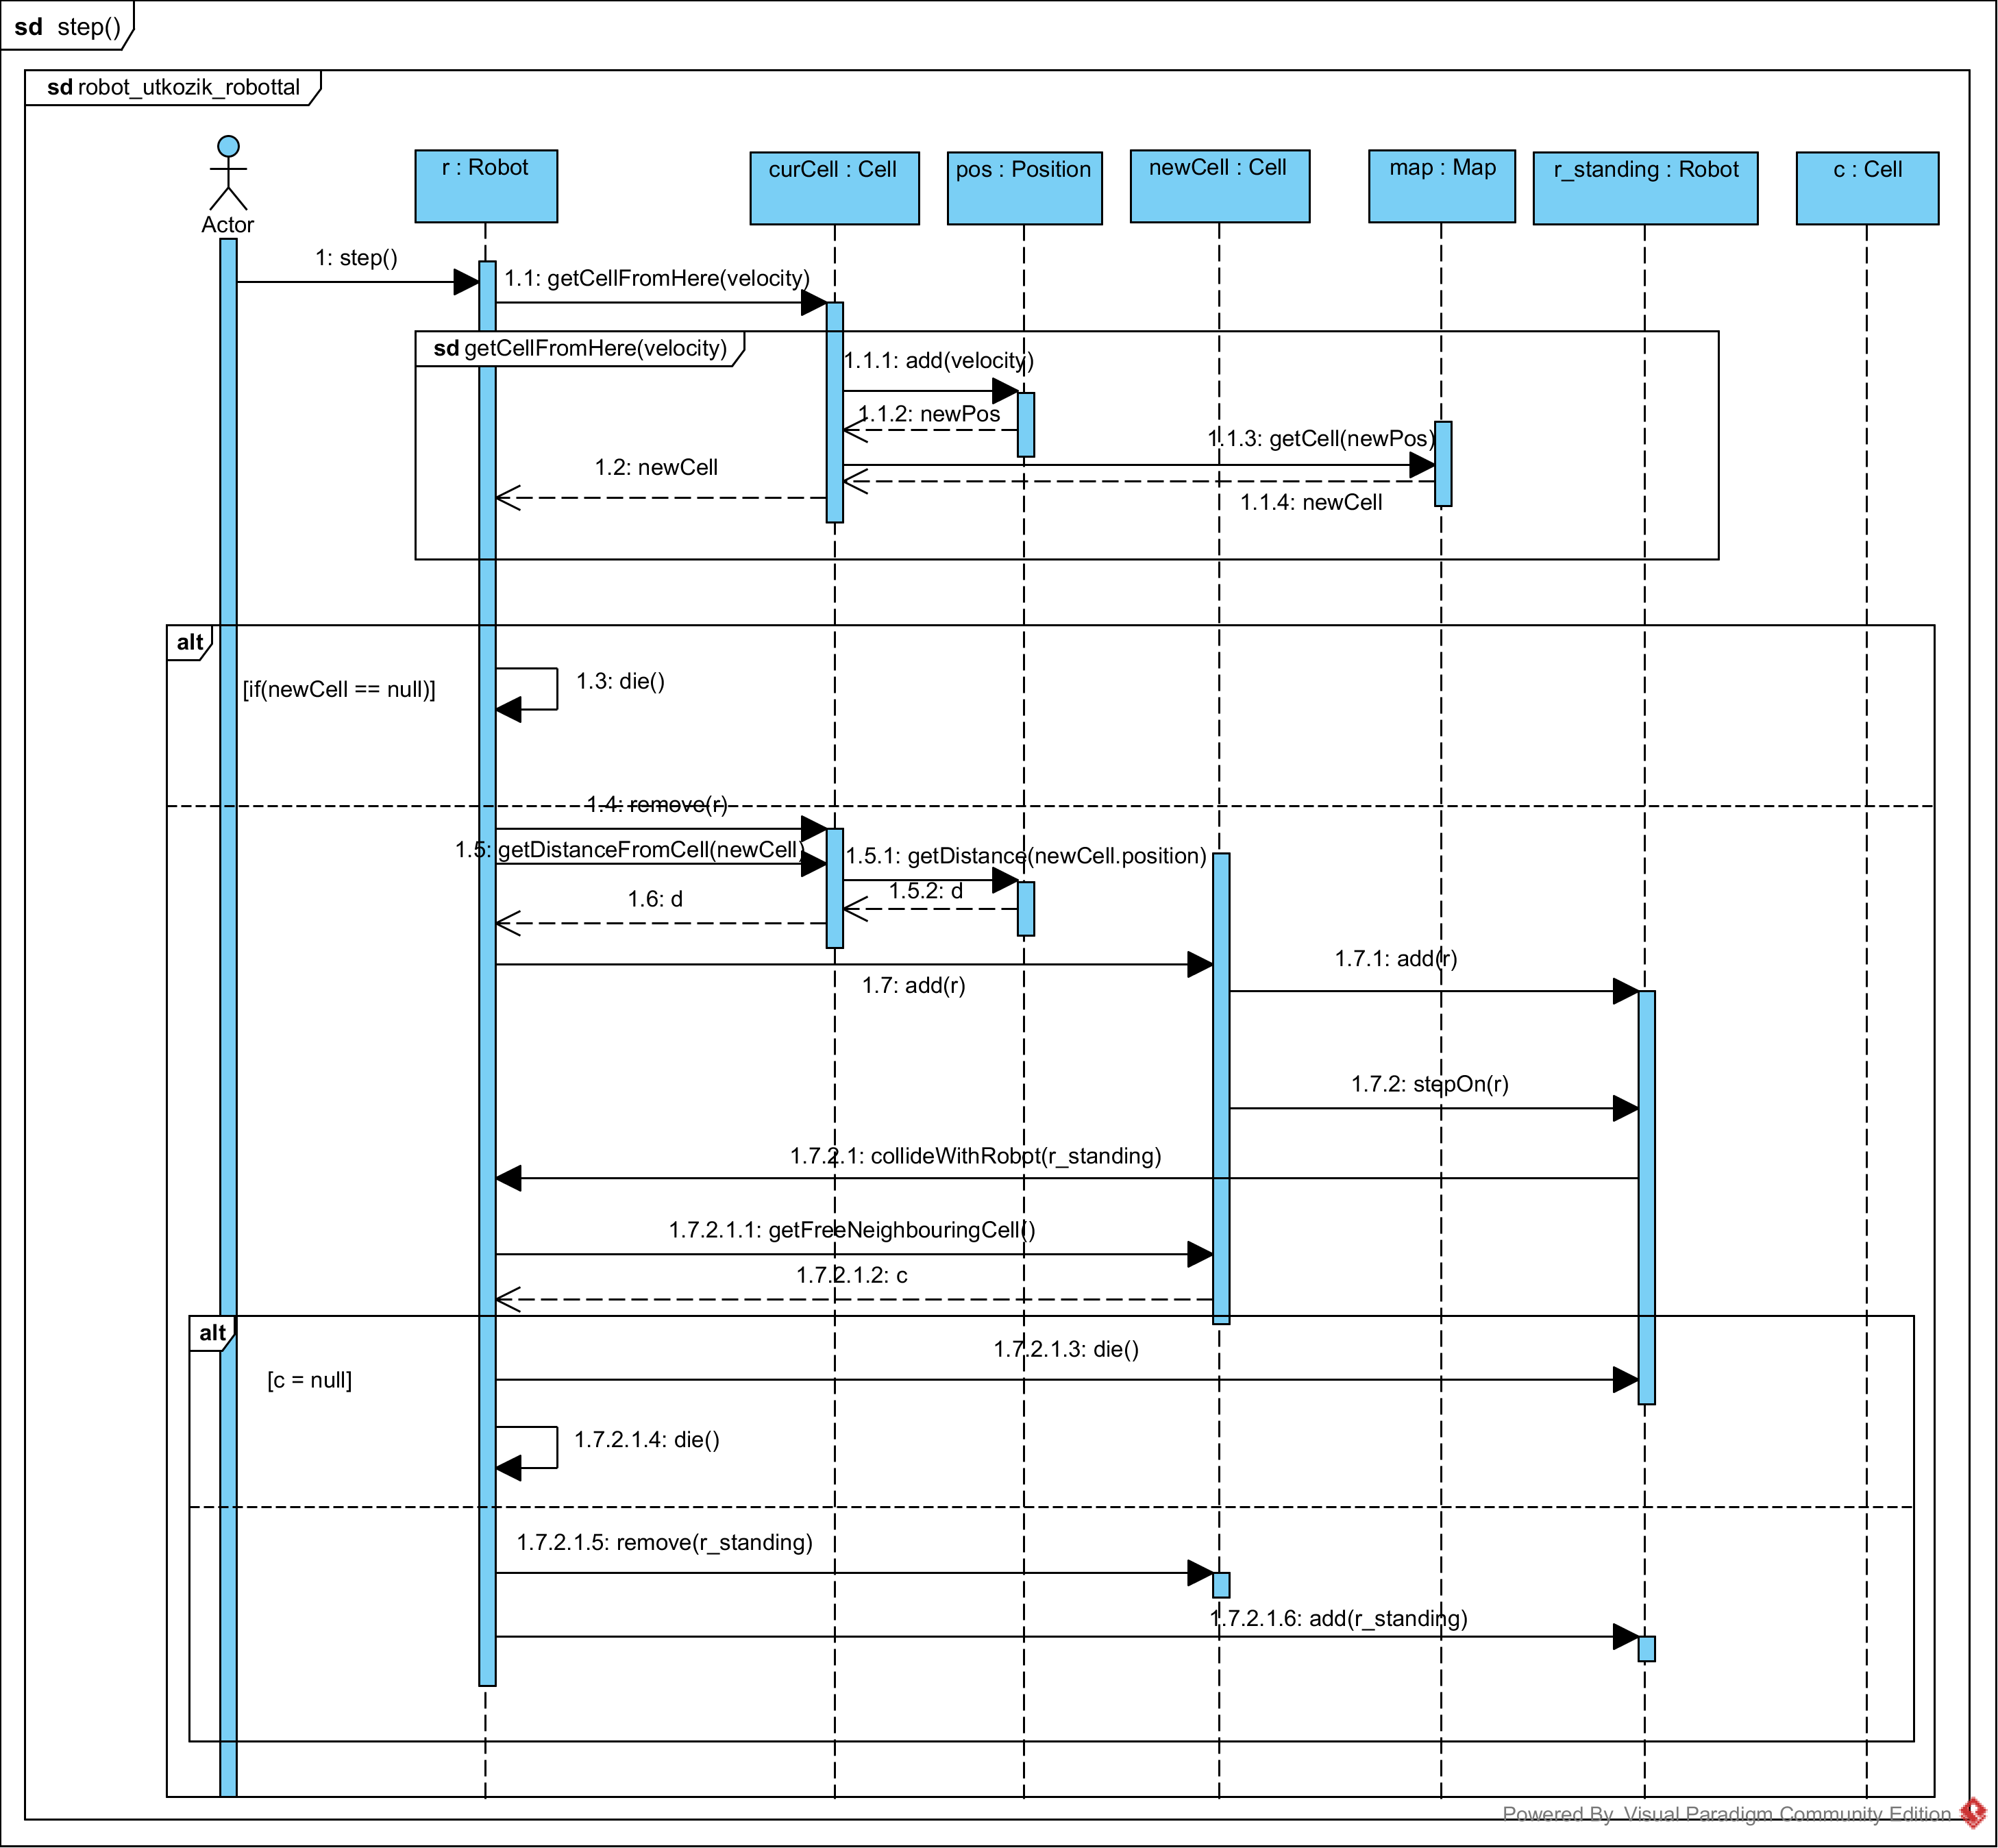 sd step()
sd robot_utkozik_robottal
Actor
r : Robot
curCell : Cell
pos : Position
newCell : Cell
map : Map
r_standing : Robot
c : Cell
1: step()
1.1: getCellFromHere(velocity)
sd getCellFromHere(velocity)
1.1.1: add(velocity)
1.1.2: newPos
1.1.3: getCell(newPos)
1.2: newCell
1.1.4: newCell
alt
[if(newCell == null)]
1.3: die()
1.4: remove(r)
1.5: getDistanceFromCell(newCell)
1.5.1: getDistance(newCell.position)
1.5.2: d
1.6: d
1.7: add(r)
1.7.1: add(r)
1.7.2: stepOn(r)
1.7.2.1: collideWithRobot(r_standing)
1.7.2.1.1: getFreeNeighbouringCell()
1.7.2.1.2: c
alt
[c = null]
1.7.2.1.3: die()
1.7.2.1.4: die()
1.7.2.1.5: remove(r_standing)
1.7.2.1.6: add(r_standing)
Powered By Visual Paradigm Community Edition